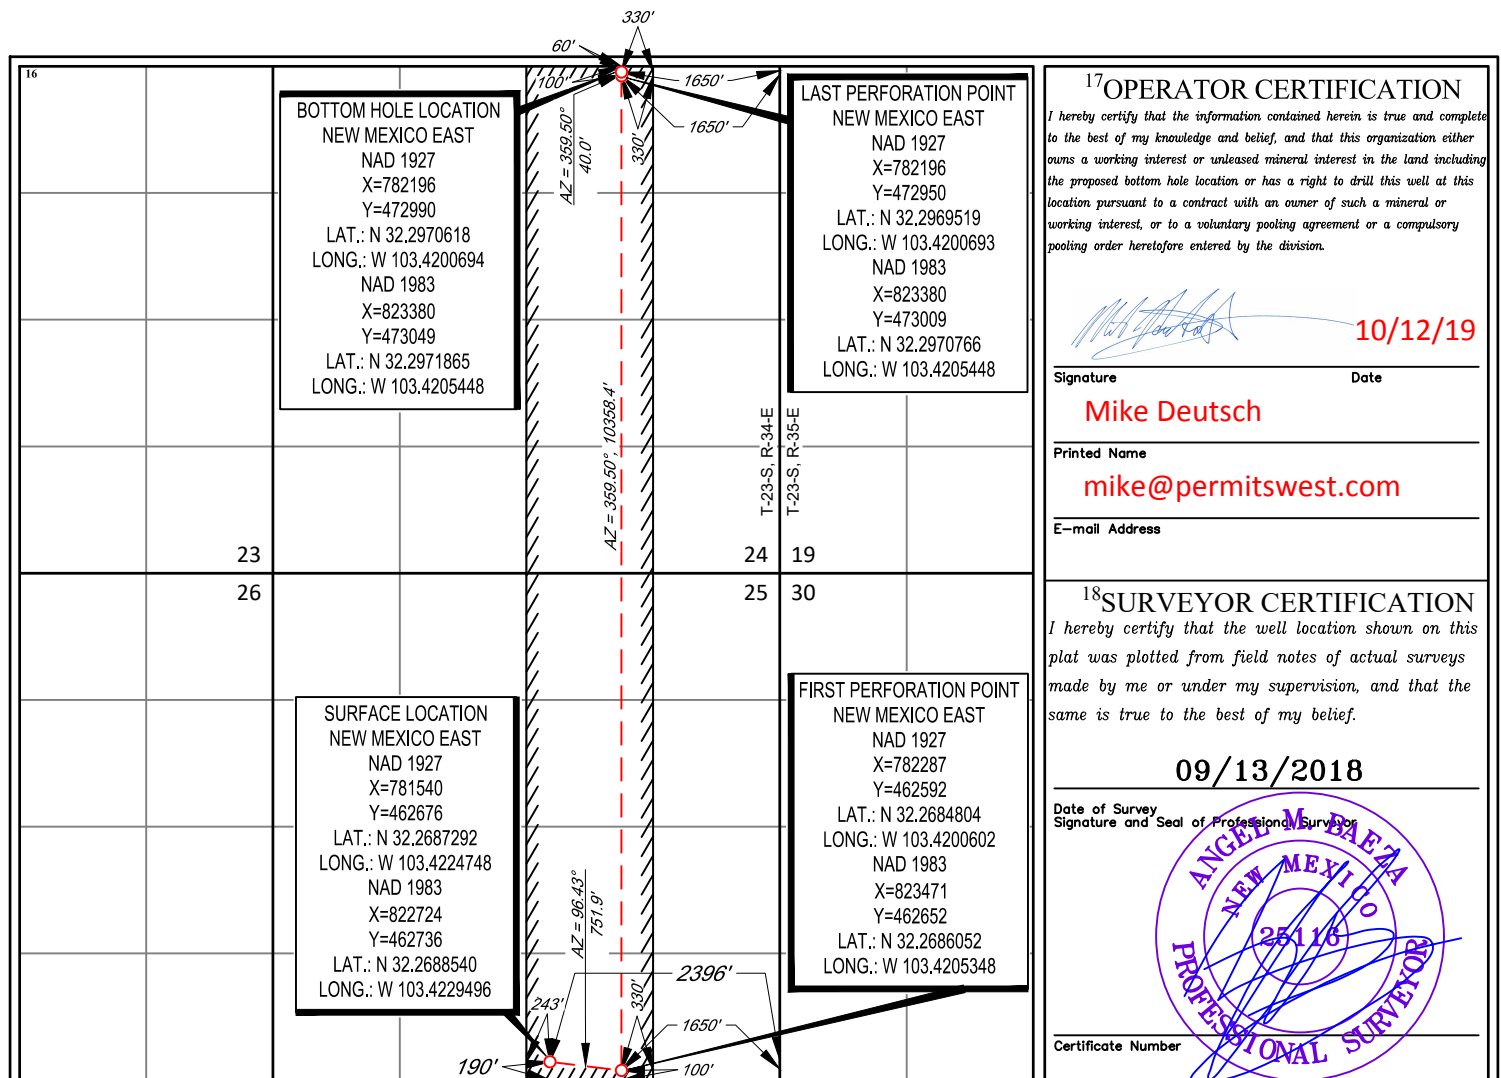 330'
60'
16
100'
1650'
1650'
330'
AZ = 359.50°
40.0'
BOTTOM HOLE LOCATION
NEW MEXICO EAST
NAD 1927
X=782196
Y=472990
LAT.: N 32.2970618
LONG.: W 103.4200694
NAD 1983
X=823380
Y=473049
LAT.: N 32.2971865
LONG.: W 103.4205448
LAST PERFORATION POINT
NEW MEXICO EAST
NAD 1927
X=782196
Y=472950
LAT.: N 32.2969519
LONG.: W 103.4200693
NAD 1983
X=823380
Y=473009
LAT.: N 32.2970766
LONG.: W 103.4205448
AZ = 359.50°, 10358.4'
T-23-S, R-34-E
T-23-S, R-35-E
23
24
19
26
25
30
SURFACE LOCATION
NEW MEXICO EAST
NAD 1927
X=781540
Y=462676
LAT.: N 32.2687292
LONG.: W 103.4224748
NAD 1983
X=822724
Y=462736
LAT.: N 32.2688540
LONG.: W 103.4229496
FIRST PERFORATION POINT
NEW MEXICO EAST
NAD 1927
X=782287
Y=462592
LAT.: N 32.2684804
LONG.: W 103.4200602
NAD 1983
X=823471
Y=462652
LAT.: N 32.2686052
LONG.: W 103.4205348
AZ = 96.43°
751.9'
2396'
243'
330'
1650'
190'
100'
17OPERATOR CERTIFICATION
I hereby certify that the information contained herein is true and complete
to the best of my knowledge and belief, and that this organization either
owns a working interest or unleased mineral interest in the land including
the proposed bottom hole location or has a right to drill this well at this
location pursuant to a contract with an owner of such a mineral or
working interest, or to a voluntary pooling agreement or a compulsory
pooling order heretofore entered by the division.
10/12/19
Signature Date
Mike Deutsch
Printed Name
mike@permitswest.com
E-mail Address
18SURVEYOR CERTIFICATION
I hereby certify that the well location shown on this
plat was plotted from field notes of actual surveys
made by me or under my supervision, and that the
same is true to the best of my belief.
09/13/2018
Date of Survey
Signature and Seal of Professional Surveyor
ANGEL M. BAEZA
NEW MEXICO
25116
PROFESSIONAL SURVEYOR
Certificate Number